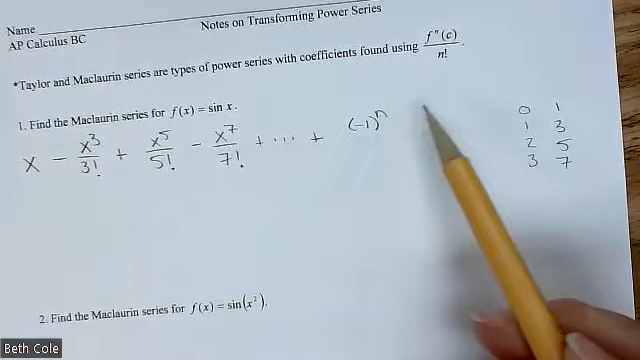 Name
Notes on Transforming Power Series
AP Calculus BC
*Taylor and Maclaurin series are types of power series with coefficients found using fⁿ(c)/n!.
1. Find the Maclaurin series for f(x) = sin x.
x − x³/3! + x⁵/5! − x⁷/7! + ⋯ + (-1)ⁿ
0 1
1 3
2 5
3 7
2. Find the Maclaurin series for f(x) = sin(x²).
Beth Cole